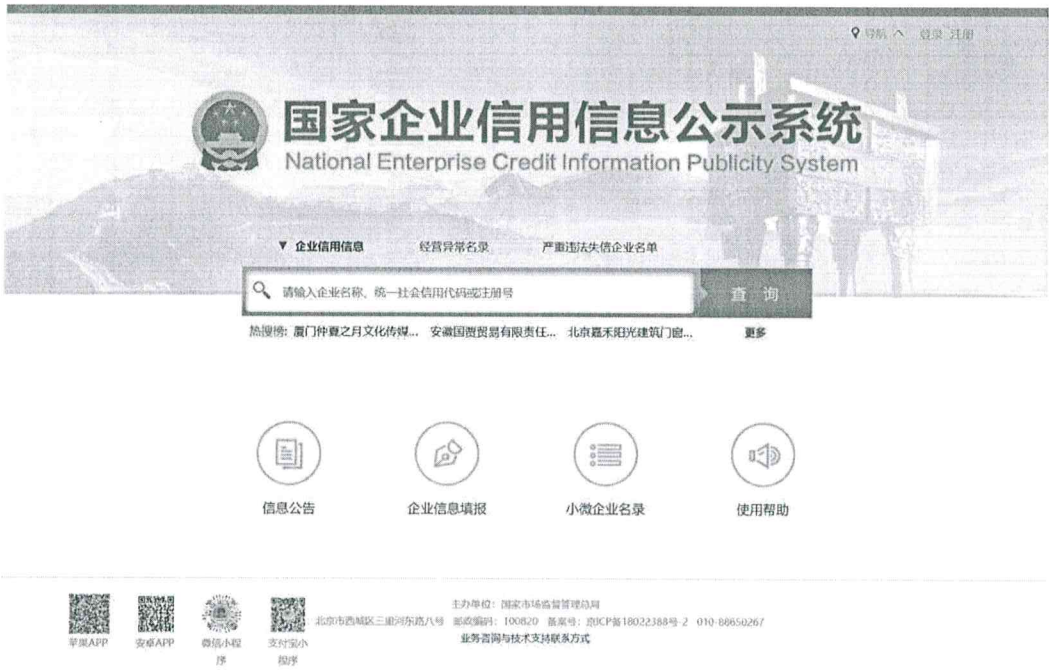 导航 登录 注册
国家企业信用信息公示系统
National Enterprise Credit Information Publicity System
企业信用信息 经营异常名录 严重违法失信企业名单
请输入企业名称、统一社会信用代码或注册号 查 询
热搜榜: 厦门仲夏之月文化传媒... 安徽国贾贸易有限责任... 北京嘉禾阳光建筑门窗... 更多
信息公告 企业信息填报 小微企业名录 使用帮助
主办单位：国家市场监督管理总局
北京市西城区三里河东路八号 邮政编码：100820 备案号：京ICP备18022388号-2 010-88650267
业务咨询与技术支持联系方式
苹果APP 安卓APP 微信小程序 支付宝小程序